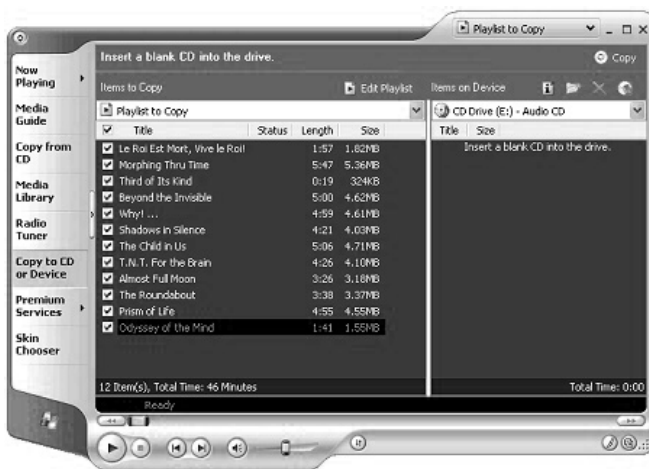 Playlist to Copy
Insert a blank CD into the drive.
Copy
Now Playing
Media Guide
Copy from CD
Media Library
Radio Tuner
Copy to CD or Device
Premium Services
Skin Chooser
Items to Copy
Edit Playlist
Items on Device
Playlist to Copy
CD Drive (E:) - Audio CD
Title Status Length Size
Title Size
Le Roi Est Mort, Vive le Roi! 1:57 1.82MB
Insert a blank CD into the drive.
Morphing Thru Time 5:47 5.36MB
Third of Its Kind 0:19 324KB
Beyond the Invisible 5:00 4.62MB
Why! ... 4:59 4.61MB
Shadows in Silence 4:21 4.03MB
The Child in Us 5:06 4.71MB
T.N.T. For the Brain 4:26 4.10MB
Almost Full Moon 3:26 3.18MB
The Roundabout 3:38 3.37MB
Prism of Life 4:55 4.55MB
Odyssey of the Mind 1:41 1.55MB
12 Item(s), Total Time: 46 Minutes
Total Time: 0:00
Ready